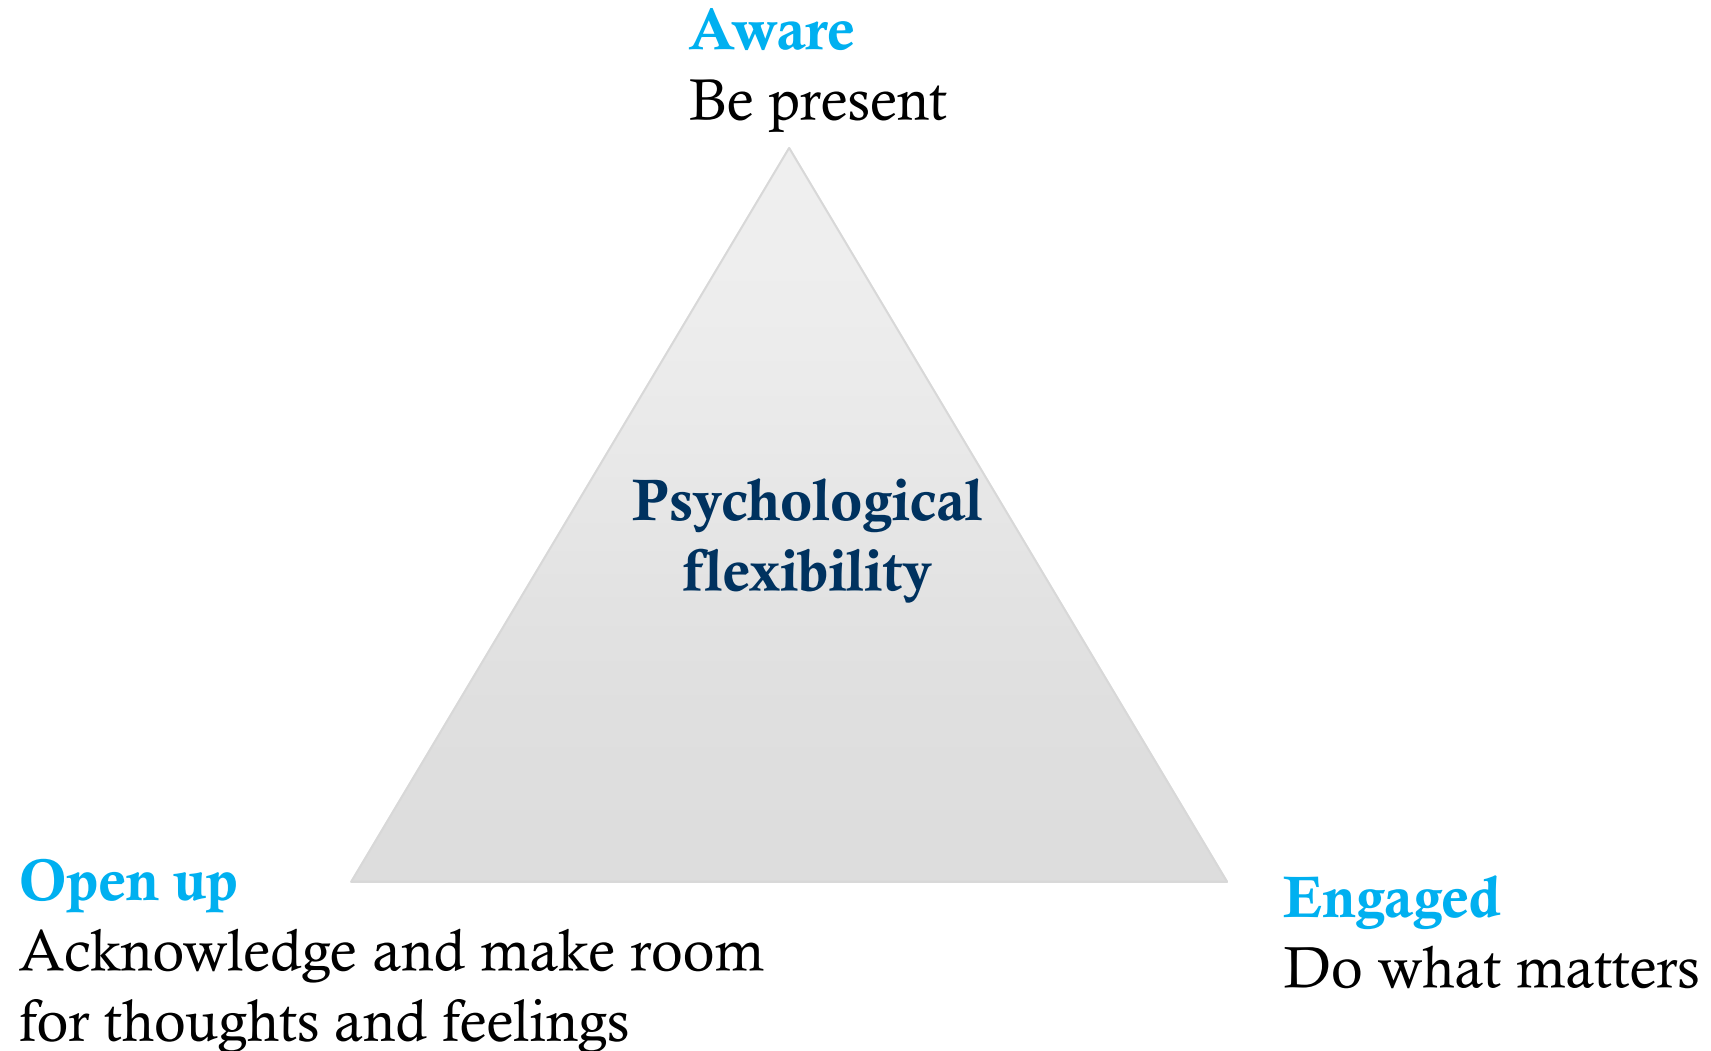 Aware
Be present
Psychological
flexibility
Open up
Acknowledge and make room
for thoughts and feelings
Engaged
Do what matters